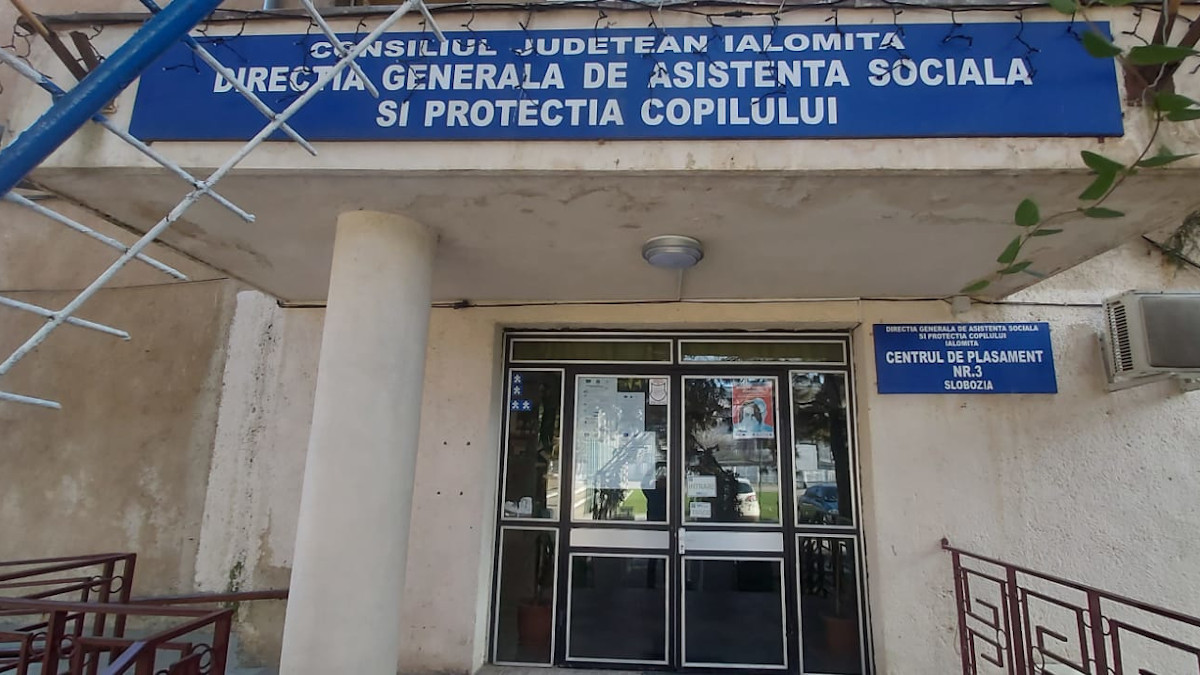 CONSILIUL JUDETEAN IALOMITA
DIRECTIA GENERALA DE ASISTENTA SOCIALA
SI PROTECTIA COPILULUI
DIRECTIA GENERALA DE ASISTENTA SOCIALA
SI PROTECTIA COPILULUI
IALOMITA
CENTRUL DE PLASAMENT
NR.3
SLOBOZIA
INTRARE